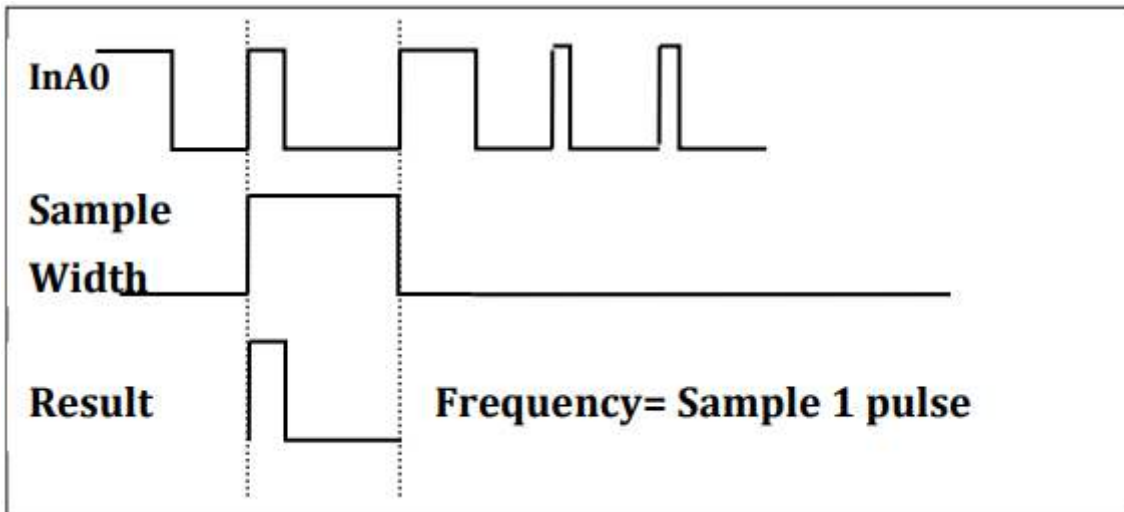 InA0
Sample
Width
Result
Frequency= Sample 1 pulse